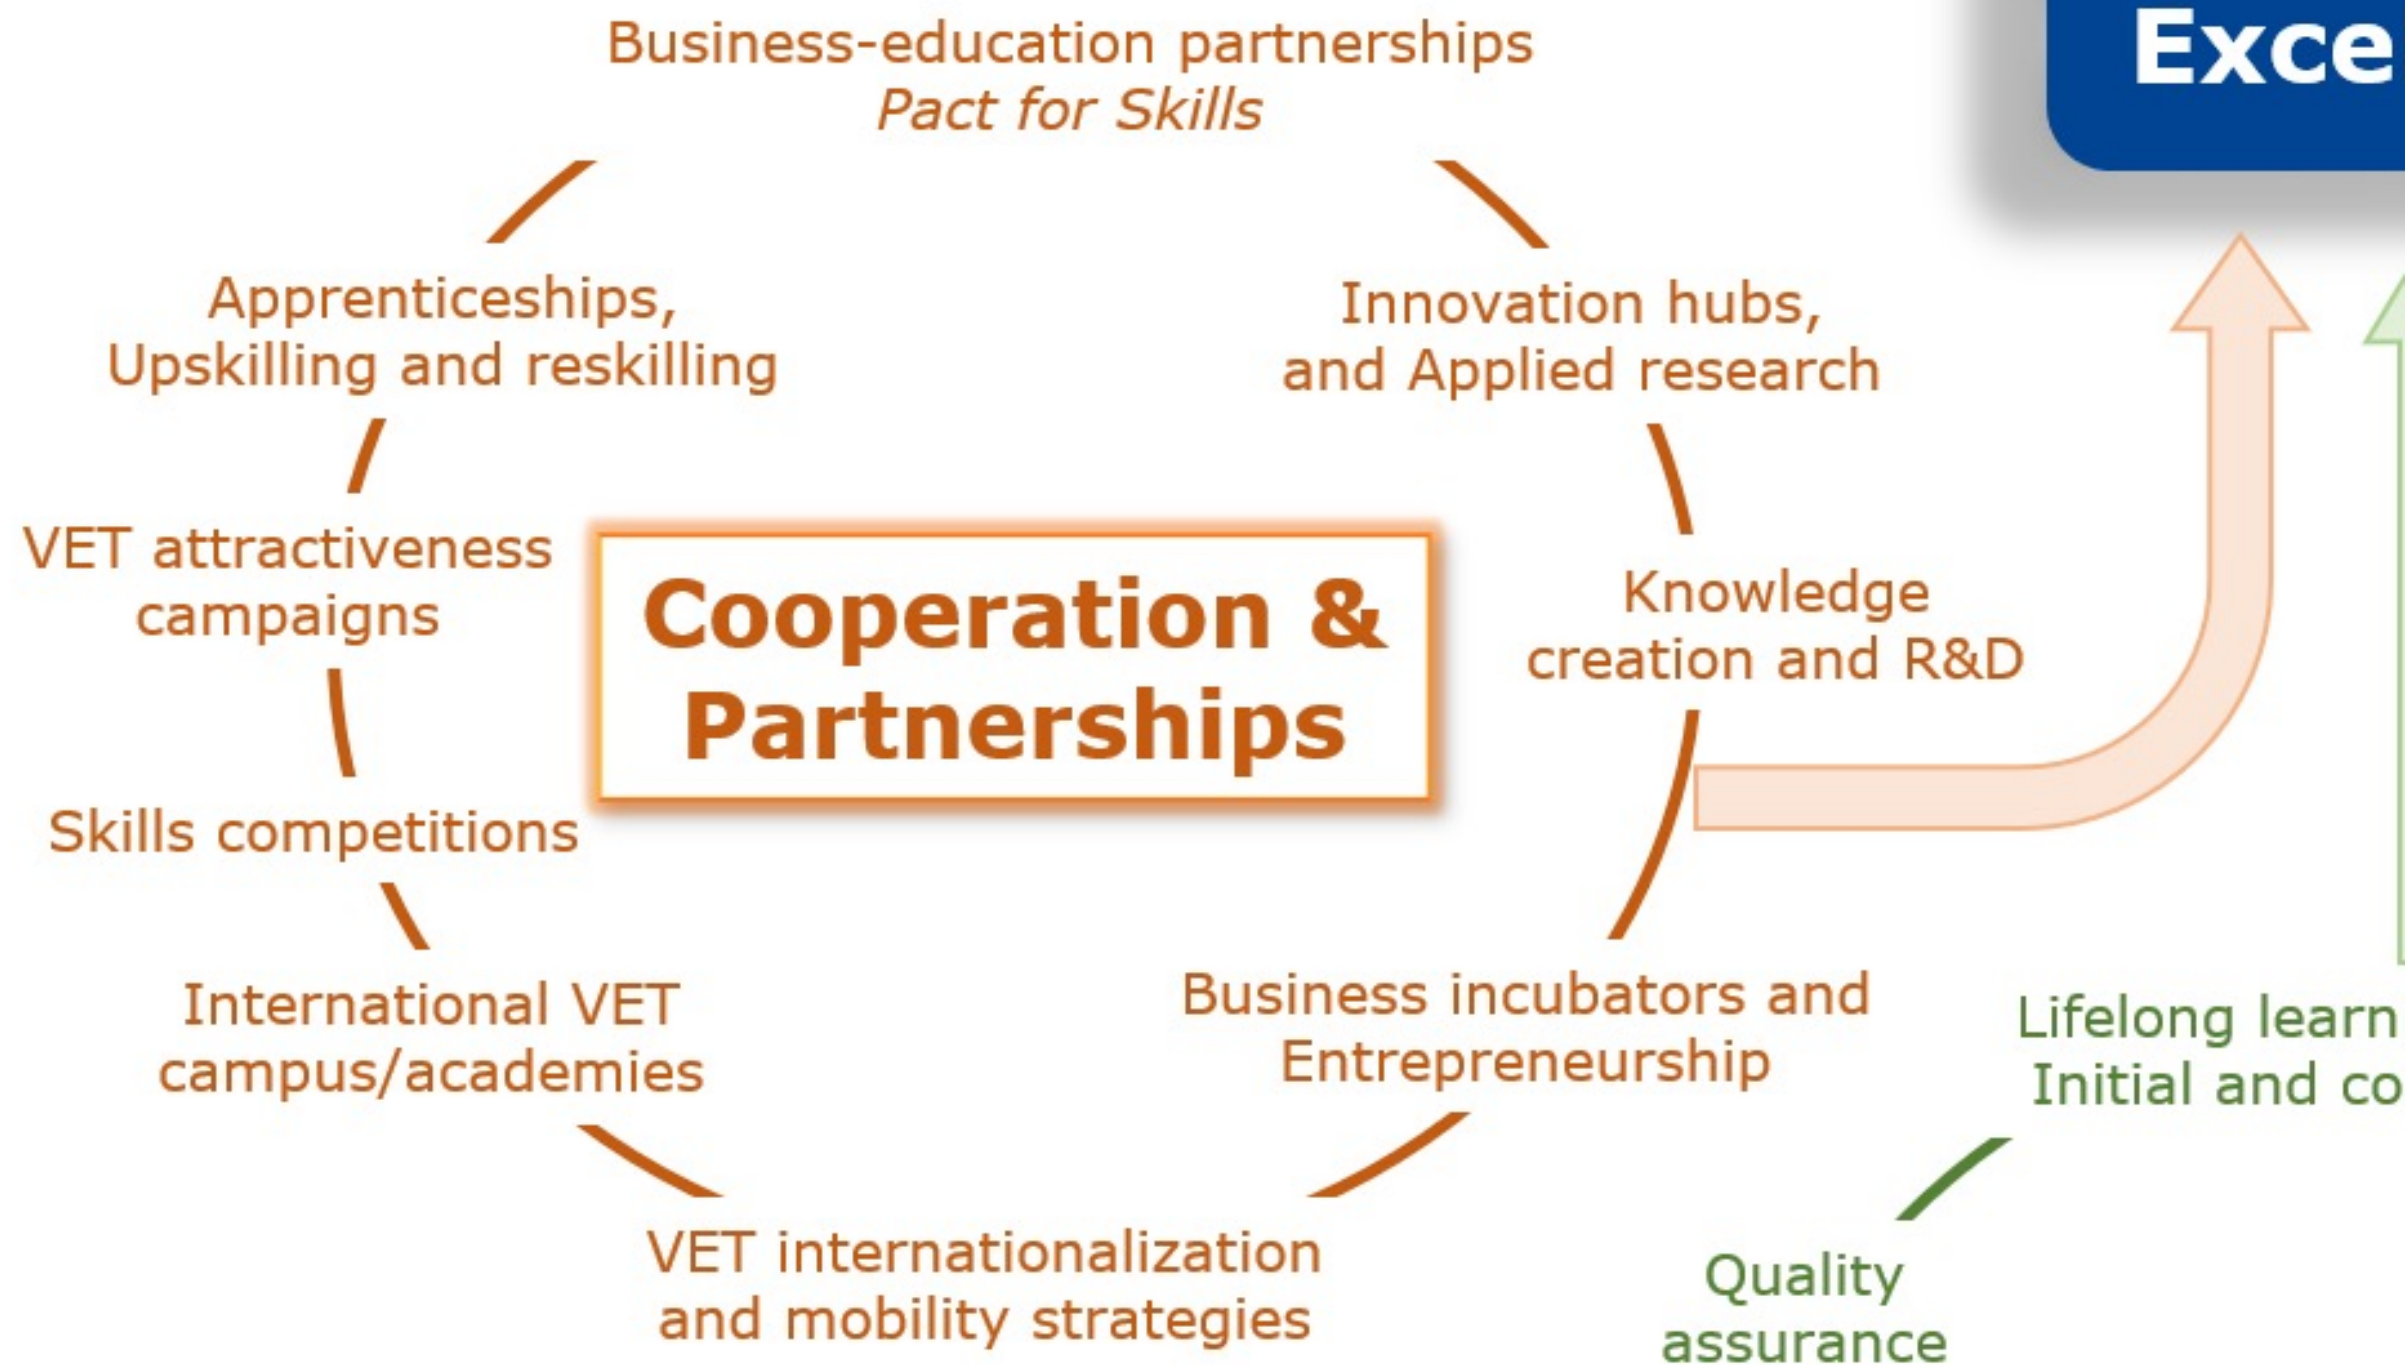 Business-education partnerships
Pact for Skills
Exce
Apprenticeships,
Upskilling and reskilling
Innovation hubs,
and Applied research
VET attractiveness
campaigns
Cooperation &
Partnerships
Knowledge
creation and R&D
Skills competitions
International VET
campus/academies
Business incubators and
Entrepreneurship
Lifelong learn
Initial and co
VET internationalization
and mobility strategies
Quality
assurance